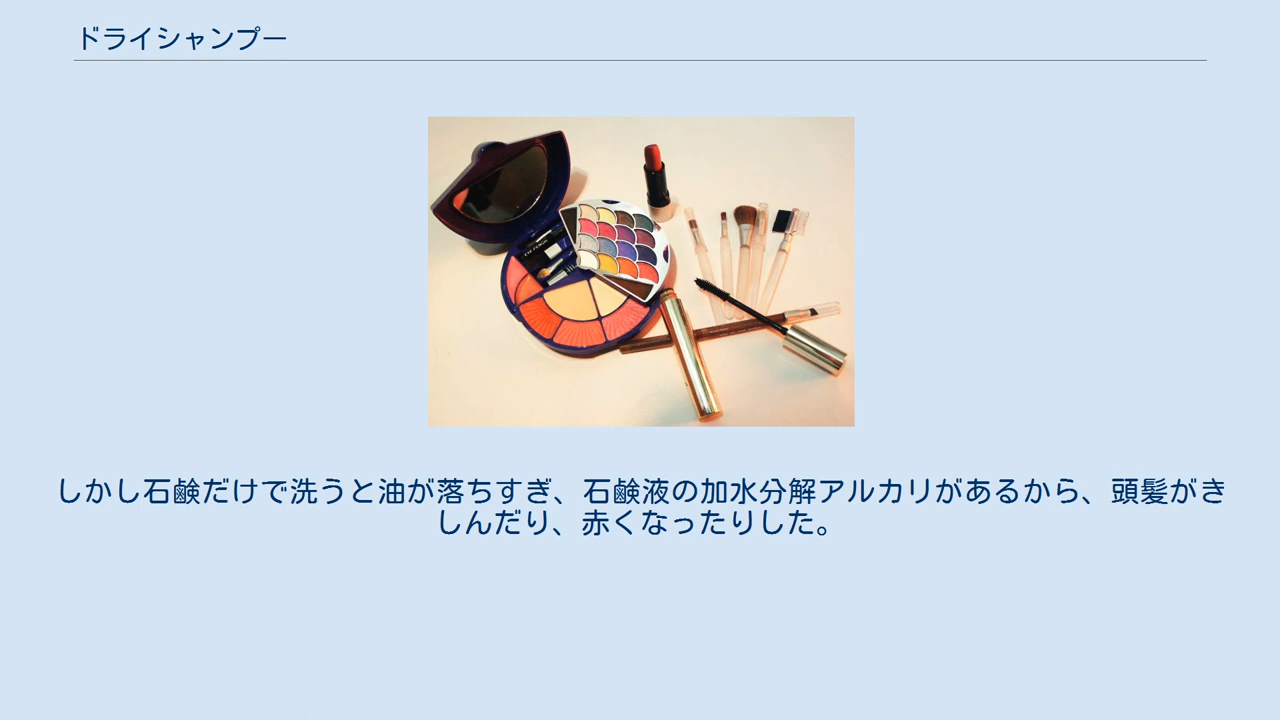 ドライシャンプー
しかし石鹸だけで洗うと油が落ちすぎ、石鹸液の加水分解アルカリがあるから、頭髪がき
しんだり、赤くなったりした。